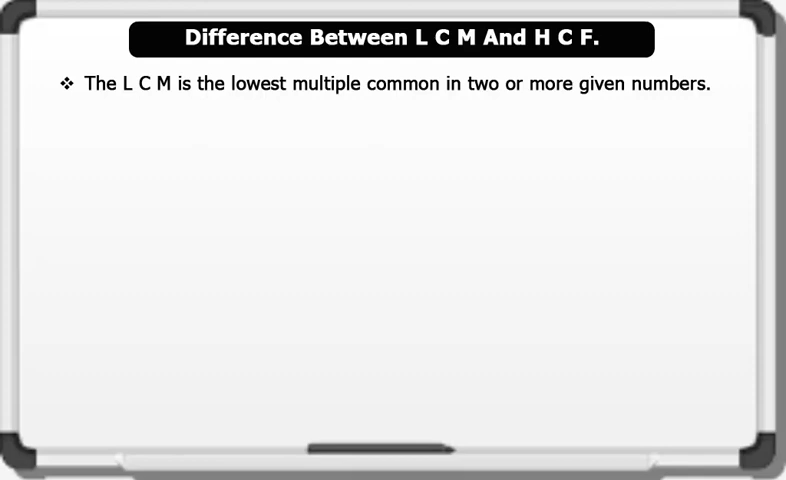 Difference Between L C M And H C F.
❖ The L C M is the lowest multiple common in two or more given numbers.